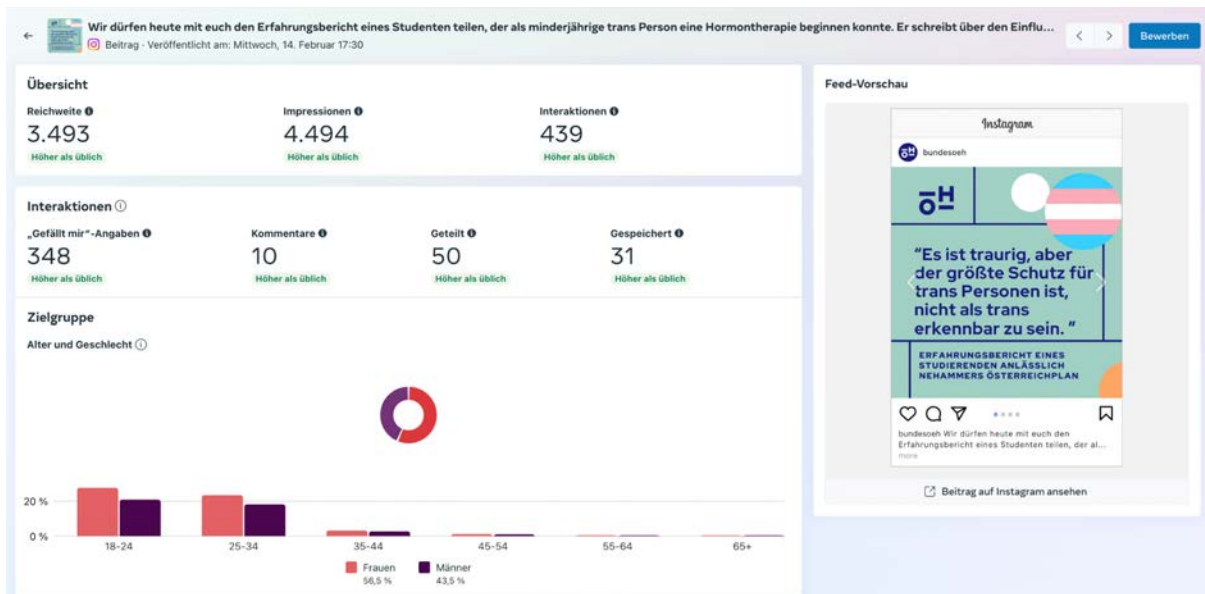 Wir dürfen heute mit euch den Erfahrungsbericht eines Studenten teilen, der als minderjährige trans Person eine Hormontherapie beginnen konnte. Er schreibt über den Einflu...
Beitrag · Veröffentlicht am: Mittwoch, 14. Februar 17:30
Bewerben
Übersicht
Reichweite
Impressionen
Interaktionen
3.493
4.494
439
Höher als üblich
Höher als üblich
Höher als üblich
Interaktionen
„Gefällt mir“-Angaben
Kommentare
Geteilt
Gespeichert
348
10
50
31
Höher als üblich
Höher als üblich
Höher als üblich
Höher als üblich
Zielgruppe
Alter und Geschlecht
20 %
0 %
18-24
25-34
35-44
45-54
55-64
65+
Frauen
56,5 %
Männer
43,5 %
Feed-Vorschau
Instagram
bundesoeh
ōH
"Es ist traurig, aber
der größte Schutz für
trans Personen ist,
nicht als trans
erkennbar zu sein. "
ERFAHRUNGSBERICHT EINES
STUDIERENDEN ANLÄSSLICH
NEHAMMERS ÖSTERREICHPLAN
bundesoeh Wir dürfen heute mit euch den
Erfahrungsbericht eines Studenten teilen, der al...
more
Beitrag auf Instagram ansehen